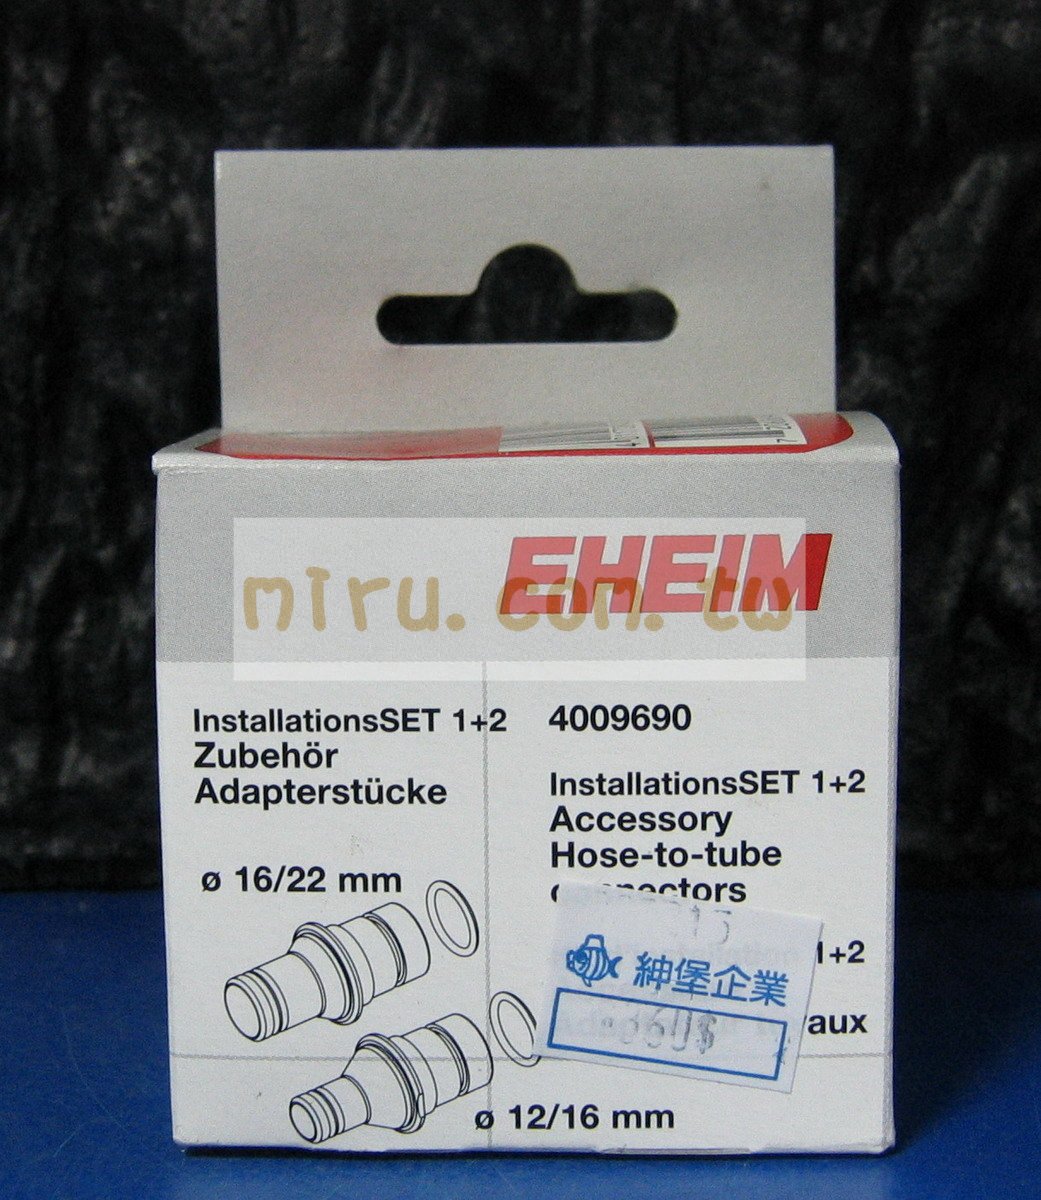 EHEIM
miru.com.tw
InstallationsSET 1+2
Zubehör
Adapterstücke
ø 16/22 mm
4009690
InstallationsSET 1+2
Accessory
Hose-to-tube
connectors
1+2
紳堡企業
ø 12/16 mm